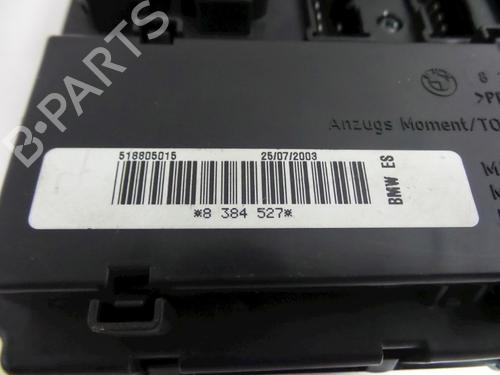 Anzugs Moment/TO
518805015 25/07/2003
BMW ES
*8 384 527*
B-PARTS